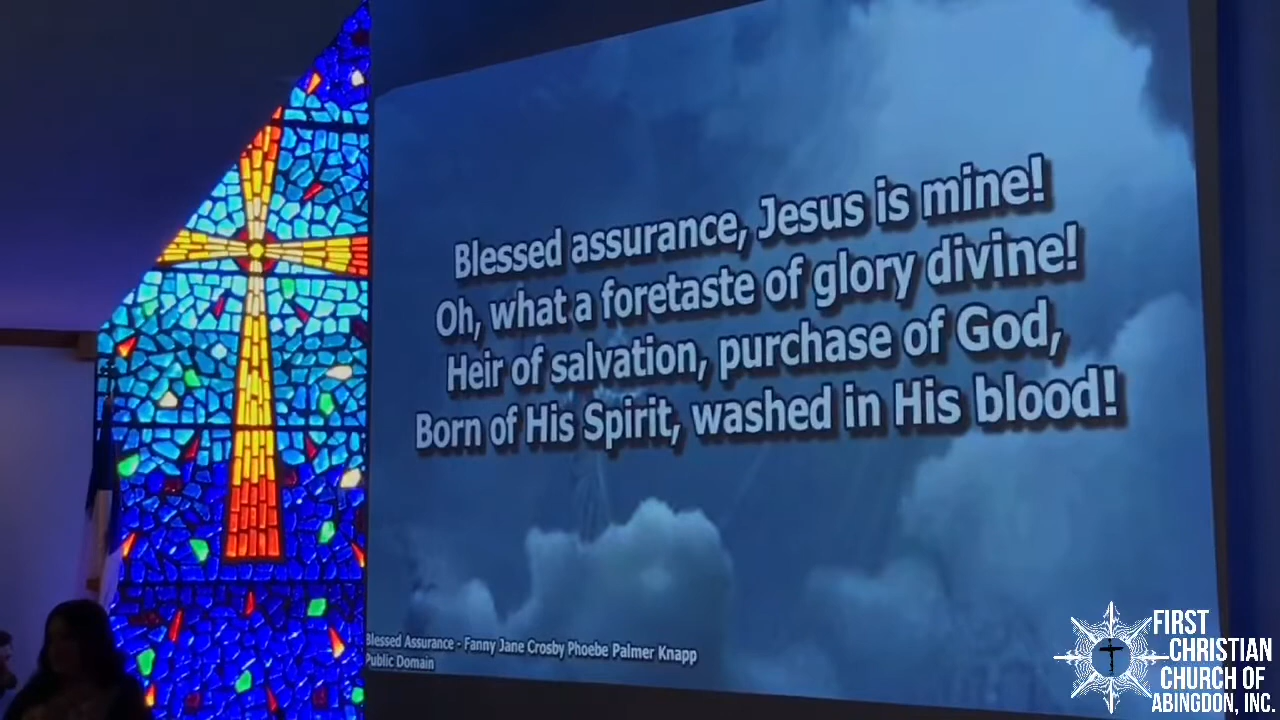 Blessed assurance, Jesus is mine!
Oh, what a foretaste of glory divine!
Heir of salvation, purchase of God,
Born of His Spirit, washed in His blood!
Blessed Assurance - Fanny Jane Crosby Phoebe Palmer Knapp
Public Domain
FIRST
CHRISTIAN
CHURCH OF
ABINGDON, INC.